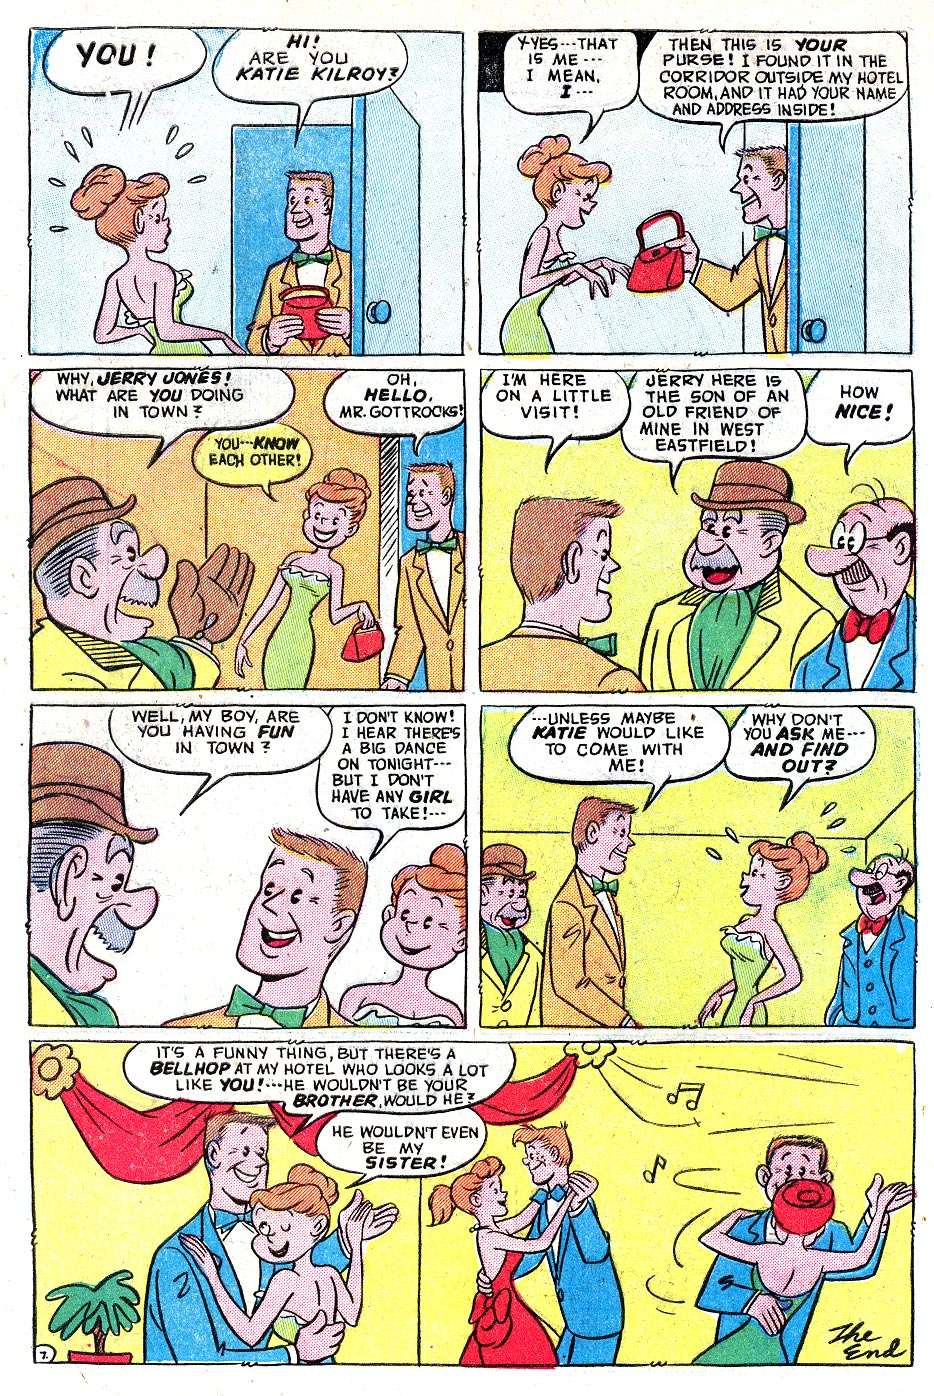 YOU!
HI!
ARE YOU
KATIE KILROY?
Y-YES---THAT
IS ME---
I MEAN,
I---
THEN THIS IS YOUR
PURSE! I FOUND IT IN THE
CORRIDOR OUTSIDE MY HOTEL
ROOM, AND IT HAD YOUR NAME
AND ADDRESS INSIDE!
WHY, JERRY JONES!
WHAT ARE YOU DOING
IN TOWN?
YOU---KNOW
EACH OTHER!
OH,
HELLO,
MR. GOTTROCKS!
I'M HERE
ON A LITTLE
VISIT!
JERRY HERE IS
THE SON OF AN
OLD FRIEND OF
MINE IN WEST
EASTFIELD!
HOW
NICE!
WELL, MY BOY, ARE
YOU HAVING FUN
IN TOWN?
I DON'T KNOW!
I HEAR THERE'S
A BIG DANCE
ON TONIGHT---
BUT I DON'T
HAVE ANY GIRL
TO TAKE!---
---UNLESS MAYBE
KATIE WOULD LIKE
TO COME WITH
ME!
WHY DON'T
YOU ASK ME---
AND FIND
OUT?
IT'S A FUNNY THING, BUT THERE'S A
BELLHOP AT MY HOTEL WHO LOOKS A LOT
LIKE YOU!---HE WOULDN'T BE YOUR
BROTHER, WOULD HE?
HE WOULDN'T EVEN
BE MY
SISTER!
The
End
7.